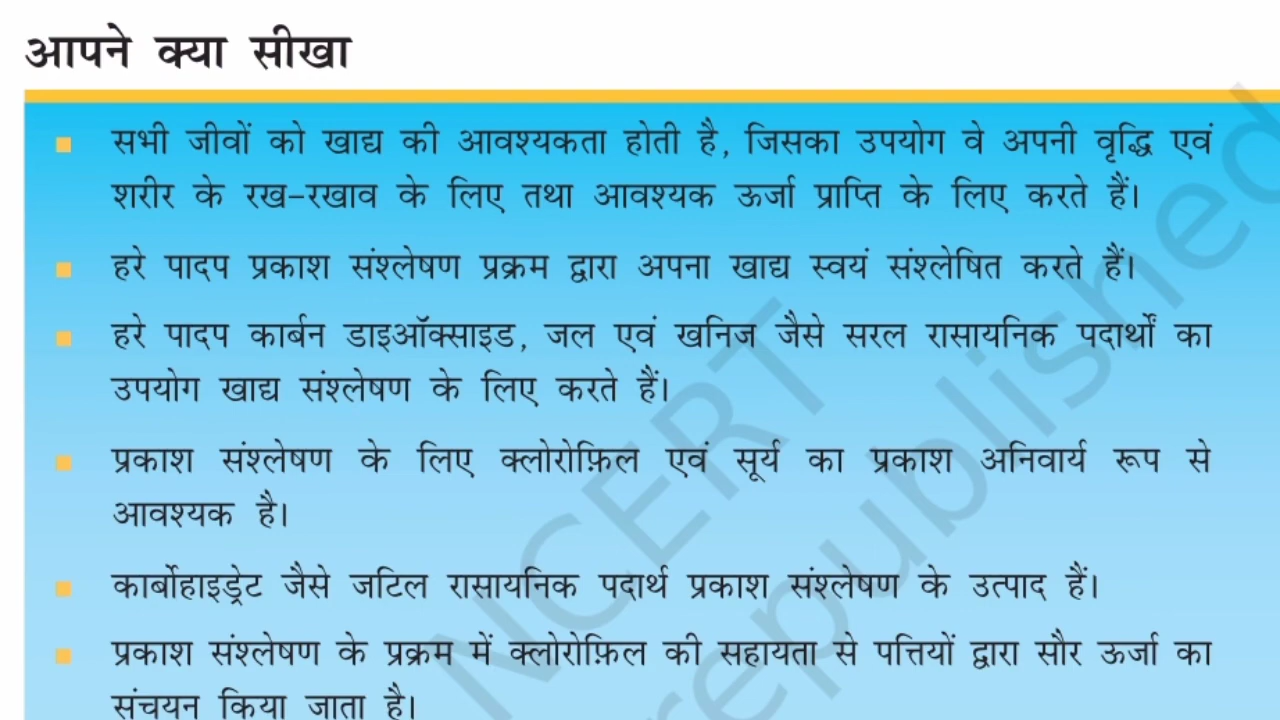 आपने क्या सीखा
सभी जीवों को खाद्य की आवश्यकता होती है, जिसका उपयोग वे अपनी वृद्धि एवं
शरीर के रख-रखाव के लिए तथा आवश्यक ऊर्जा प्राप्ति के लिए करते हैं।
हरे पादप प्रकाश संश्लेषण प्रक्रम द्वारा अपना खाद्य स्वयं संश्लेषित करते हैं।
हरे पादप कार्बन डाइऑक्साइड, जल एवं खनिज जैसे सरल रासायनिक पदार्थों का
उपयोग खाद्य संश्लेषण के लिए करते हैं।
प्रकाश संश्लेषण के लिए क्लोरोफ़िल एवं सूर्य का प्रकाश अनिवार्य रूप से
आवश्यक है।
कार्बोहाइड्रेट जैसे जटिल रासायनिक पदार्थ प्रकाश संश्लेषण के उत्पाद हैं।
प्रकाश संश्लेषण के प्रक्रम में क्लोरोफ़िल की सहायता से पत्तियों द्वारा सौर ऊर्जा का
संचयन किया जाता है।
NCERT
republished